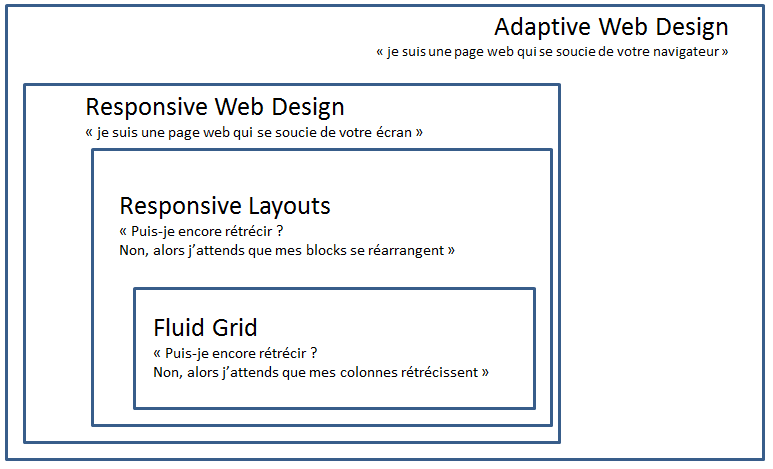 Adaptive Web Design
« je suis une page web qui se soucie de votre navigateur »
Responsive Web Design
« je suis une page web qui se soucie de votre écran »
Responsive Layouts
« Puis-je encore rétrécir ?
Non, alors j’attends que mes blocks se réarrangent »
Fluid Grid
« Puis-je encore rétrécir ?
Non, alors j’attends que mes colonnes rétrécissent »